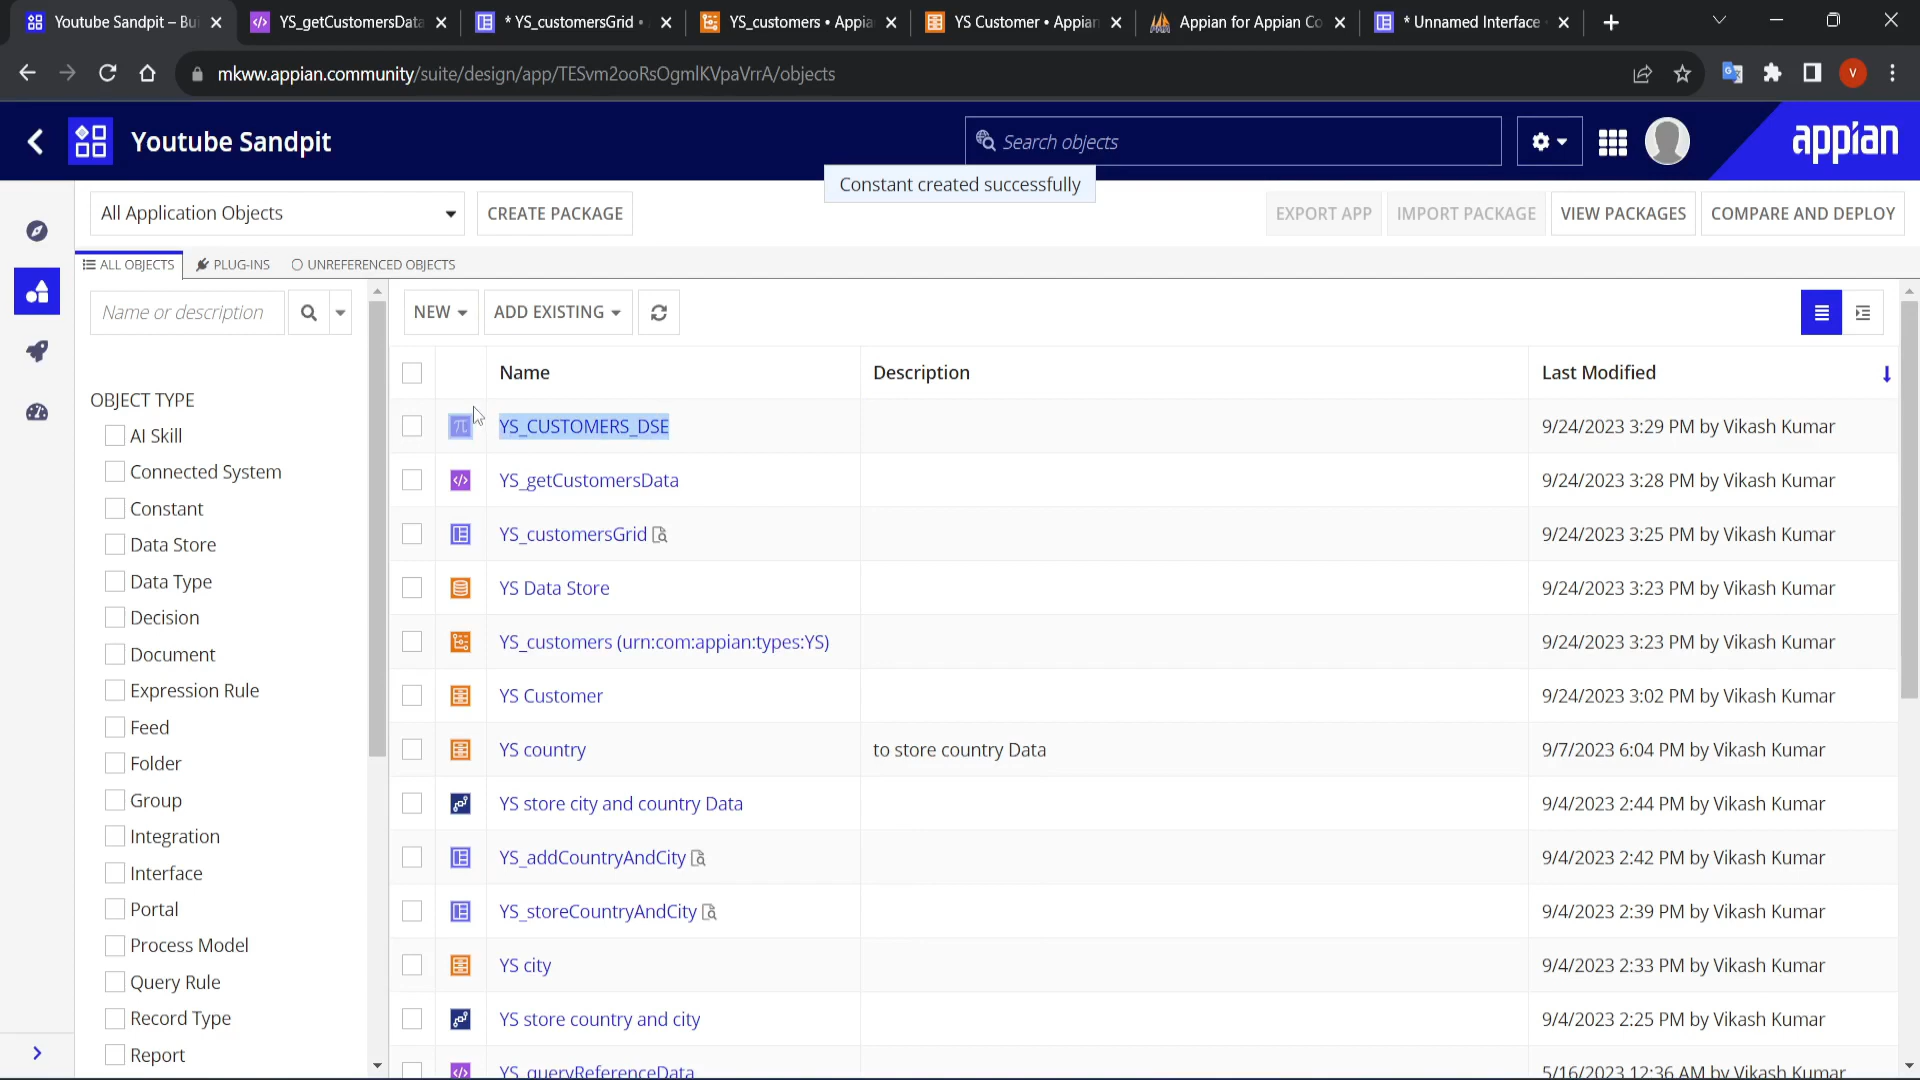 Youtube Sandpit – Bui
YS_getCustomersData
* YS_customersGrid •
YS_customers • Appia
YS Customer • Appian
Appian for Appian Co
* Unnamed Interface
mkww.appian.community/suite/design/app/TESvm2ooRsOgmlKVpaVrrA/objects
V
Youtube Sandpit
Search objects
appian
Constant created successfully
All Application Objects
CREATE PACKAGE
EXPORT APP
IMPORT PACKAGE
VIEW PACKAGES
COMPARE AND DEPLOY
ALL OBJECTS
PLUG-INS
UNREFERENCED OBJECTS
Name or description
NEW
ADD EXISTING
OBJECT TYPE
AI Skill
Connected System
Constant
Data Store
Data Type
Decision
Document
Expression Rule
Feed
Folder
Group
Integration
Interface
Portal
Process Model
Query Rule
Record Type
Report
Name Description Last Modified
YS_CUSTOMERS_DSE 9/24/2023 3:29 PM by Vikash Kumar
YS_getCustomersData 9/24/2023 3:28 PM by Vikash Kumar
YS_customersGrid 9/24/2023 3:25 PM by Vikash Kumar
YS Data Store 9/24/2023 3:23 PM by Vikash Kumar
YS_customers (urn:com:appian:types:YS) 9/24/2023 3:23 PM by Vikash Kumar
YS Customer 9/24/2023 3:02 PM by Vikash Kumar
YS country to store country Data 9/7/2023 6:04 PM by Vikash Kumar
YS store city and country Data 9/4/2023 2:44 PM by Vikash Kumar
YS_addCountryAndCity 9/4/2023 2:42 PM by Vikash Kumar
YS_storeCountryAndCity 9/4/2023 2:39 PM by Vikash Kumar
YS city 9/4/2023 2:33 PM by Vikash Kumar
YS store country and city 9/4/2023 2:25 PM by Vikash Kumar
YS_queryReferenceData 5/16/2023 12:36 AM by Vikash Kumar